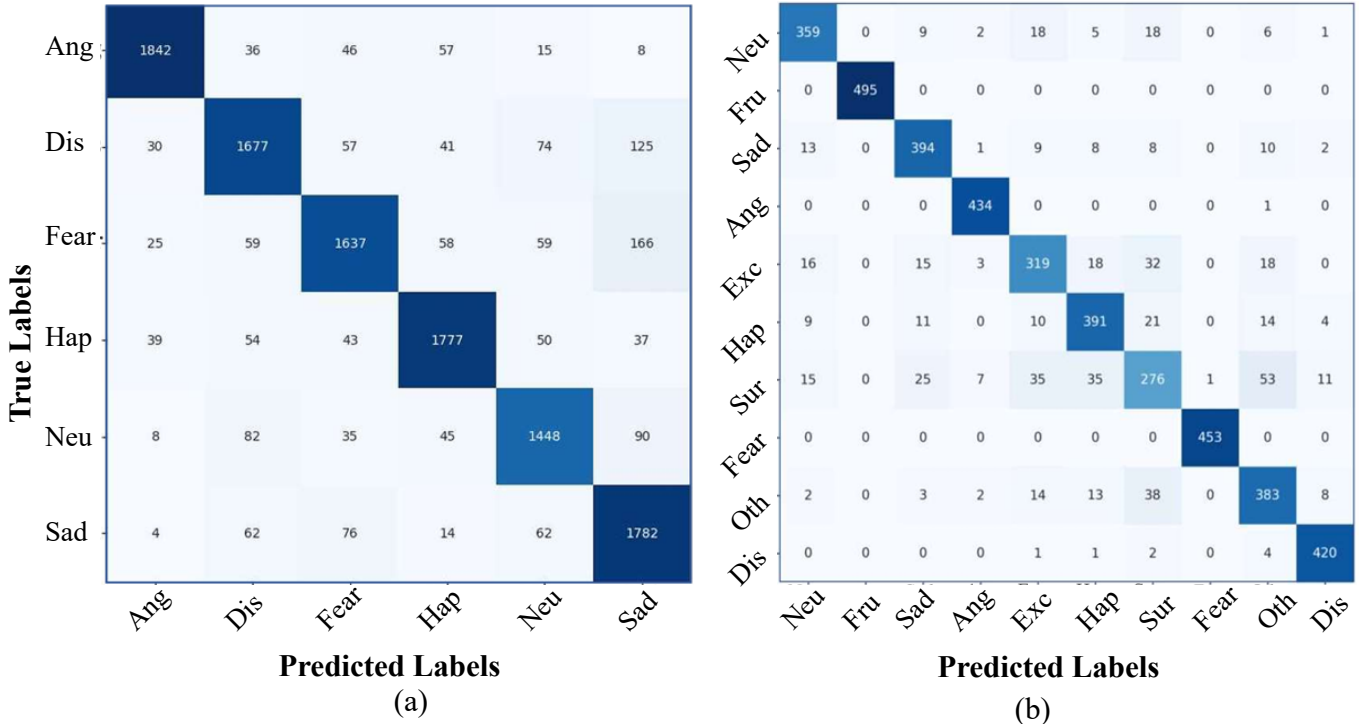 Ang 1842 36 46 57 15 8
Dis 30 1677 57 41 74 125
Fear 25 59 1637 58 59 166
Hap 39 54 43 1777 50 37
Neu 8 82 35 45 1448 90
Sad 4 62 76 14 62 1782
Ang Dis Fear Hap Neu Sad
True Labels
Predicted Labels
(a)
Neu 359 0 9 2 18 5 18 0 6 1
Fru 0 495 0 0 0 0 0 0 0 0
Sad 13 0 394 1 9 8 8 0 10 2
Ang 0 0 0 434 0 0 0 0 1 0
Exc 16 0 15 3 319 18 32 0 18 0
Hap 9 0 11 0 10 391 21 0 14 4
Sur 15 0 25 7 35 35 276 1 53 11
Fear 0 0 0 0 0 0 0 453 0 0
Oth 2 0 3 2 14 13 38 0 383 8
Dis 0 0 0 0 1 1 2 0 4 420
Neu Fru Sad Ang Exc Hap Sur Fear Oth Dis
Predicted Labels
(b)